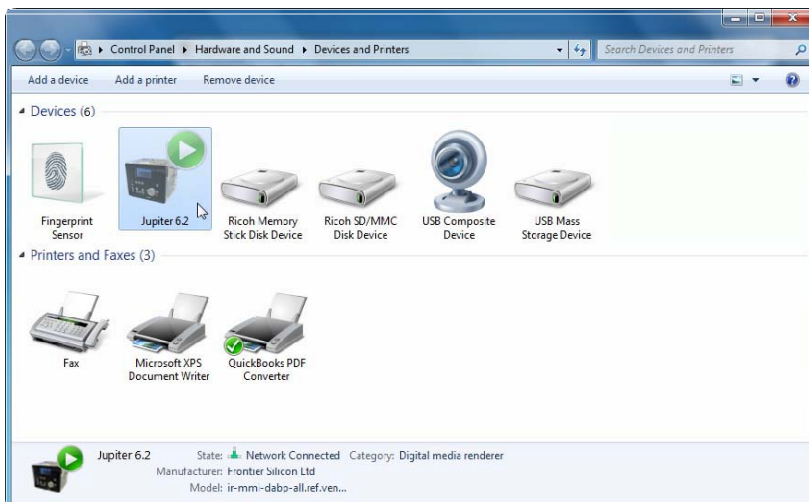 Control Panel ▸ Hardware and Sound ▸ Devices and Printers
Search Devices and Printers
Add a device Add a printer Remove device
Devices (6)
Fingerprint Sensor
Jupiter 6.2
Ricoh Memory Stick Disk Device
Ricoh SD/MMC Disk Device
USB Composite Device
USB Mass Storage Device
Printers and Faxes (3)
Fax
Microsoft XPS Document Writer
QuickBooks PDF Converter
Jupiter 6.2 State: Network Connected Category: Digital media renderer
Manufacturer: Frontier Silicon Ltd
Model: ir-mmi-dabp-all.ref.ven...